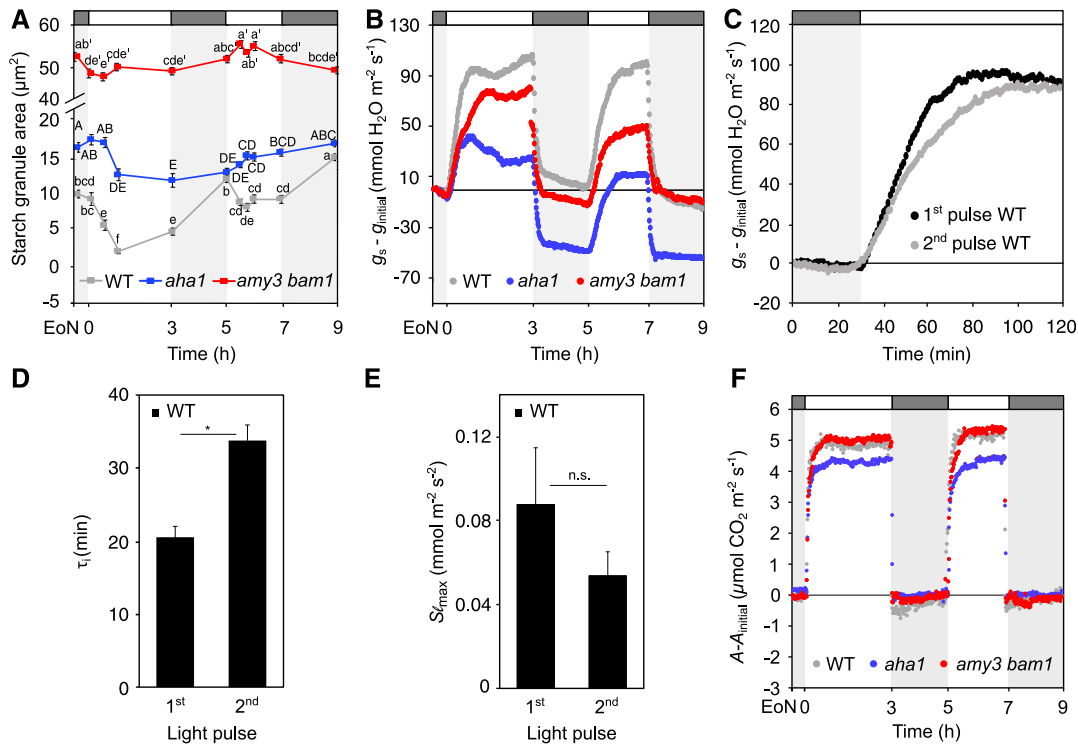 A
Starch granule area (µm²)
60
50
40
20
15
10
5
0
-5
ab' de' e' cde' cde' abc' a' ab' a' abcd' bcde'
A AB AB DE E DE DE CD CD BCD ABC
bcd bc e f e b cd de cd cd a
WT aha1 amy3 bam1
EoN 0 3 5 7 9
Time (h)
B
gs - ginitial (mmol H2O m-2 s-1)
130
90
50
10
-30
-70
WT aha1 amy3 bam1
EoN 0 3 5 7 9
Time (h)
C
gs - ginitial (mmol H2O m-2 s-1)
120
100
80
60
40
20
0
-20
1st pulse WT
2nd pulse WT
0 20 40 60 80 100 120
Time (min)
D
τi (min)
40
30
20
10
0
WT
*
1st 2nd
Light pulse
E
Slmax (mmol m-2 s-2)
0.12
0.08
0.04
0
WT
n.s.
1st 2nd
Light pulse
F
A-Ainitial (µmol CO2 m-2 s-1)
6
5
4
3
2
1
0
-1
-2
-3
WT aha1 amy3 bam1
EoN 0 3 5 7 9
Time (h)